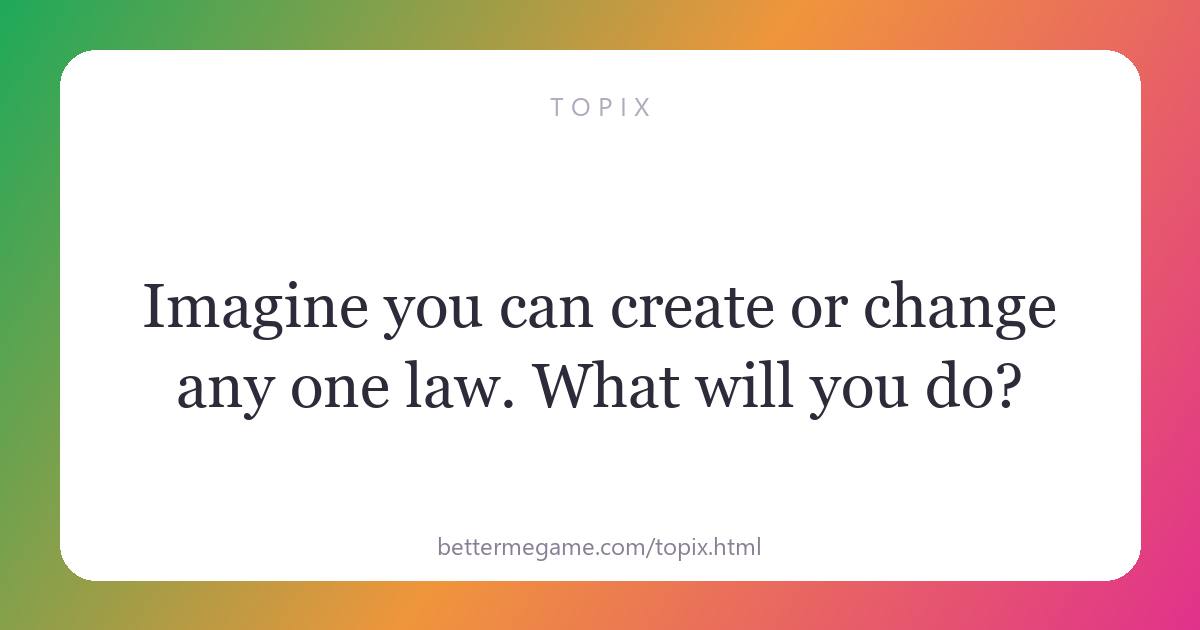 TOPIX
Imagine you can create or change
any one law. What will you do?
bettermegame.com/topix.html